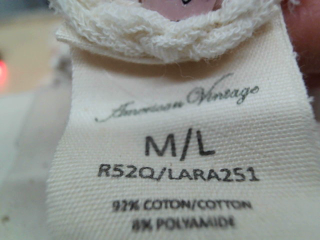 American Vintage
M/L
R52Q/LARA251
92% COTON/COTTON
8% POLYAMIDE